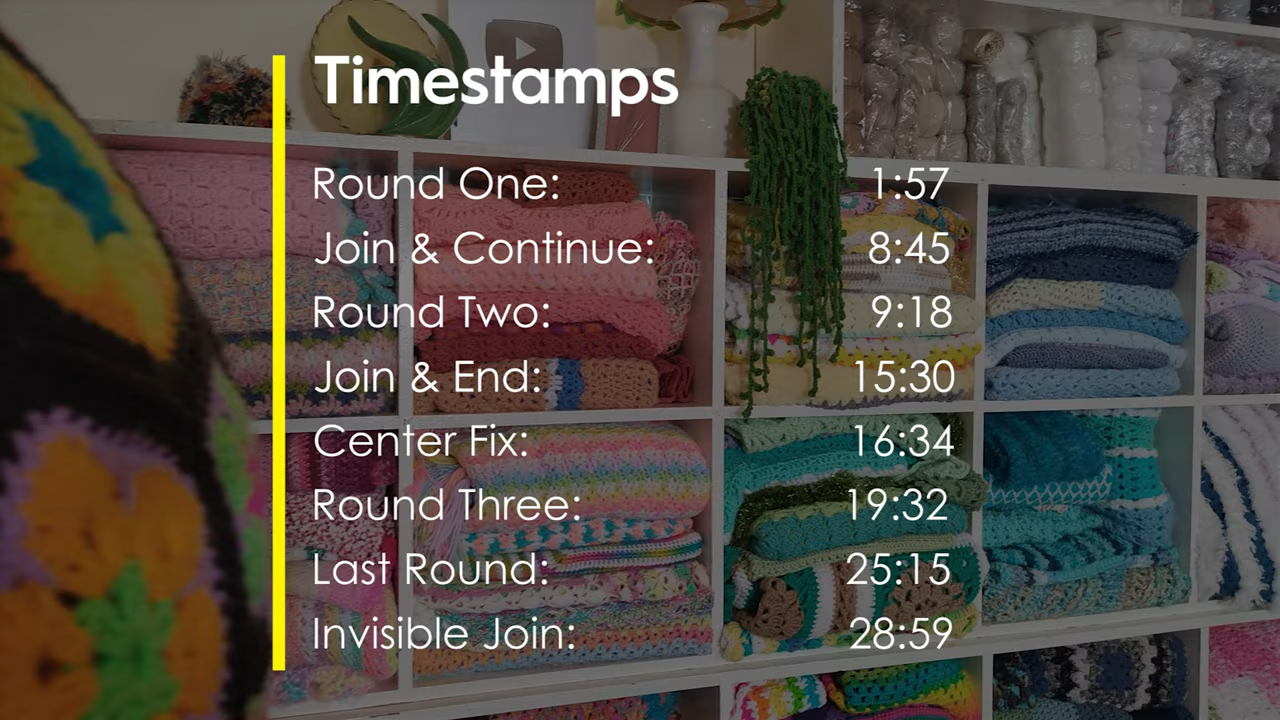 Timestamps
Round One: 1:57
Join & Continue: 8:45
Round Two: 9:18
Join & End: 15:30
Center Fix: 16:34
Round Three: 19:32
Last Round: 25:15
Invisible Join: 28:59